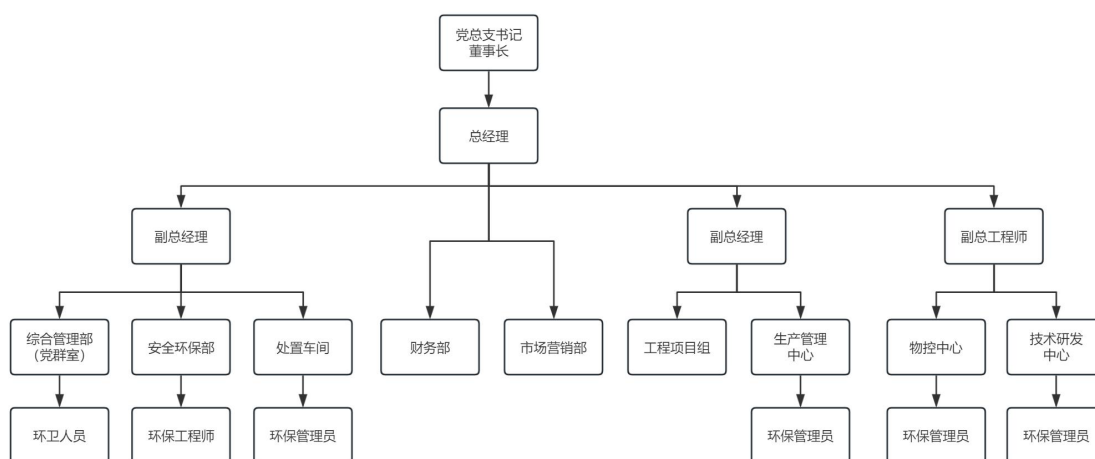 党总支书记
董事长
总经理
副总经理
副总经理
副总工程师
综合管理部
（党群室）
安全环保部
处置车间
财务部
市场营销部
工程项目组
生产管理
中心
物控中心
技术研发
中心
环卫人员
环保工程师
环保管理员
环保管理员
环保管理员
环保管理员